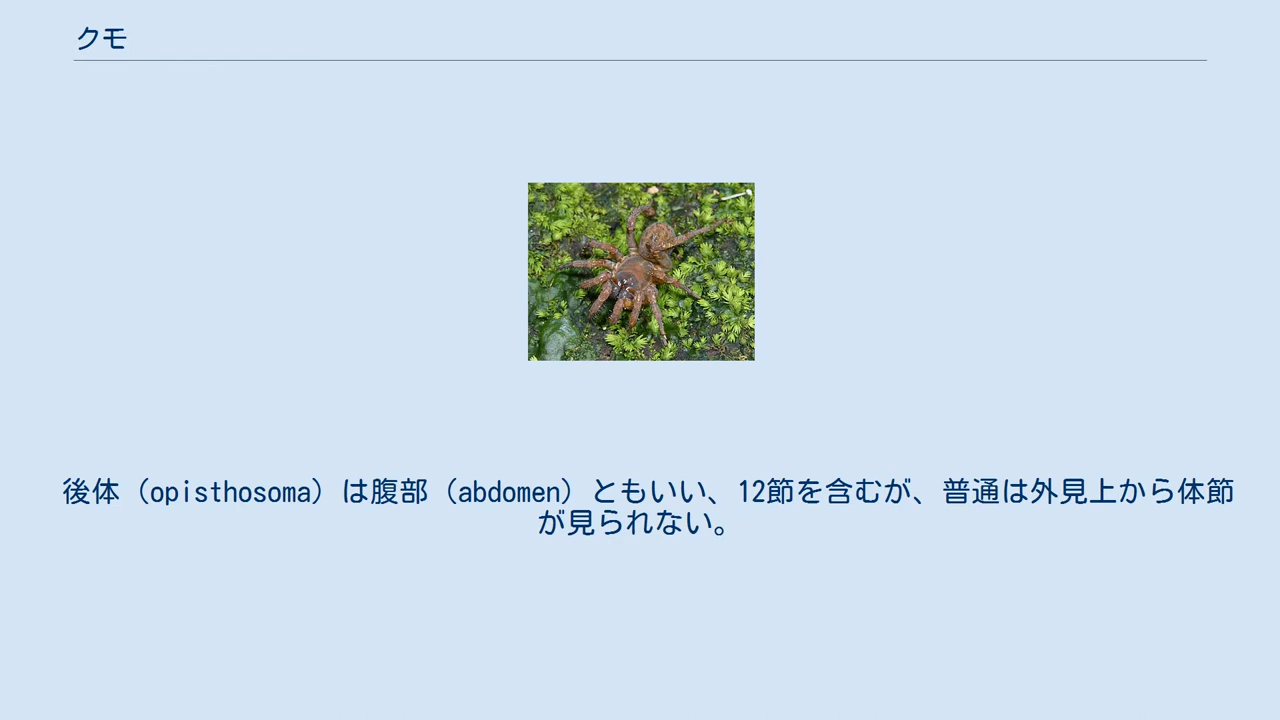 クモ
後体（opisthosoma）は腹部（abdomen）ともいい、12節を含むが、普通は外見上から体節
が見られない。